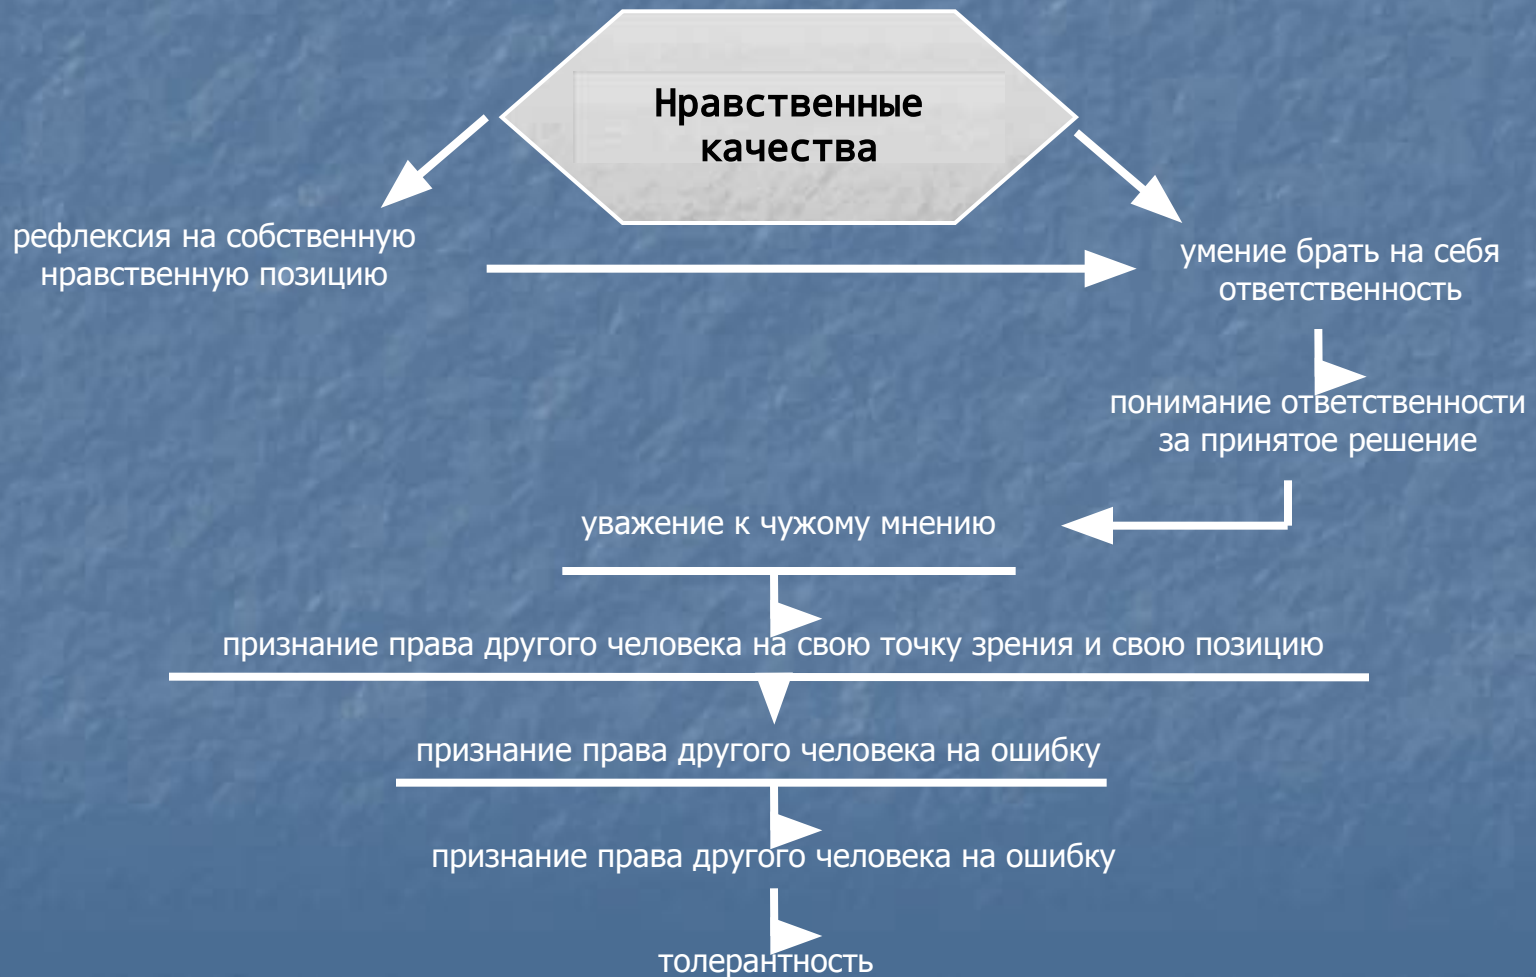 Нравственные
качества
рефлексия на собственную
нравственную позицию
умение брать на себя
ответственность
понимание ответственности
за принятое решение
уважение к чужому мнению
признание права другого человека на свою точку зрения и свою позицию
признание права другого человека на ошибку
признание права другого человека на ошибку
толерантность